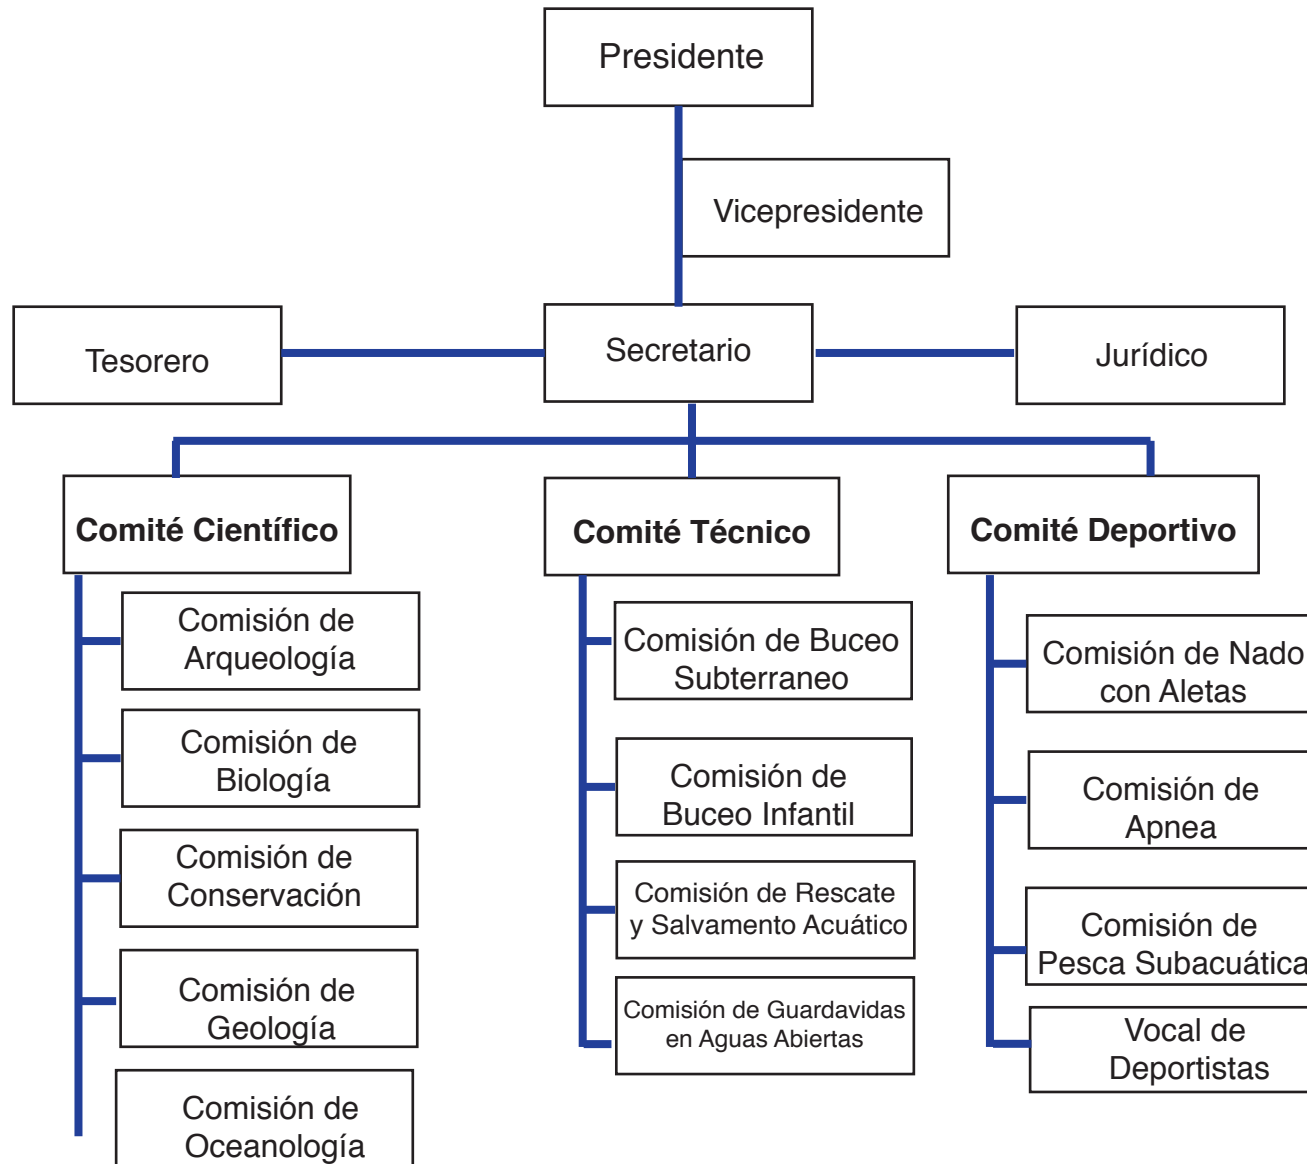 Presidente
Vicepresidente
Tesorero
Secretario
Jurídico
Comité Científico
Comisión de
Arqueología
Comisión de
Biología
Comisión de
Conservación
Comisión de
Geología
Comisión de
Oceanología
Comité Técnico
Comisión de Buceo
Subterraneo
Comisión de
Buceo Infantil
Comisión de Rescate
y Salvamento Acuático
Comisión de Guardavidas
en Aguas Abiertas
Comité Deportivo
Comisión de Nado
con Aletas
Comisión de
Apnea
Comisión de
Pesca Subacuática
Vocal de
Deportistas